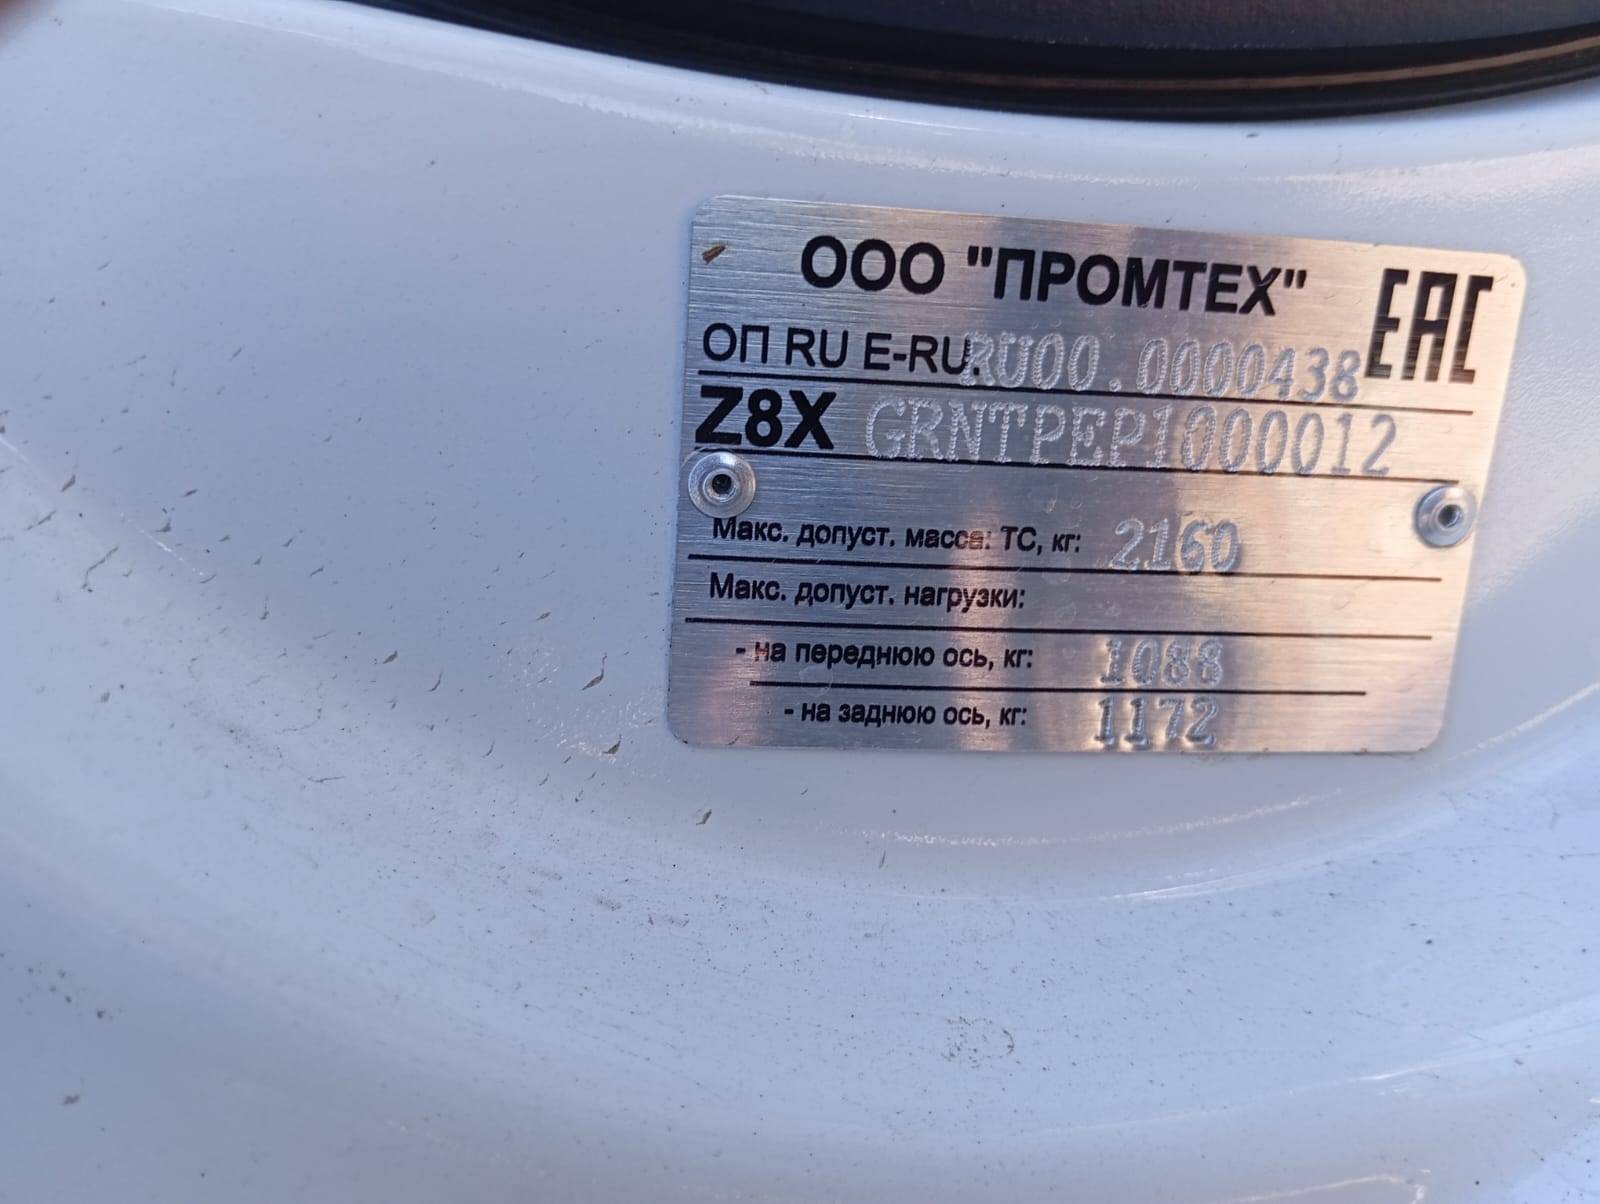 ООО "ПРОМТЕХ"
EAC
ОП RU E-RU.RU00.0000438
Z8X GRNTPEP1000012
Макс. допуст. масса: ТС, кг: 2160
Макс. допуст. нагрузки:
- на переднюю ось, кг: 1088
- на заднюю ось, кг: 1172